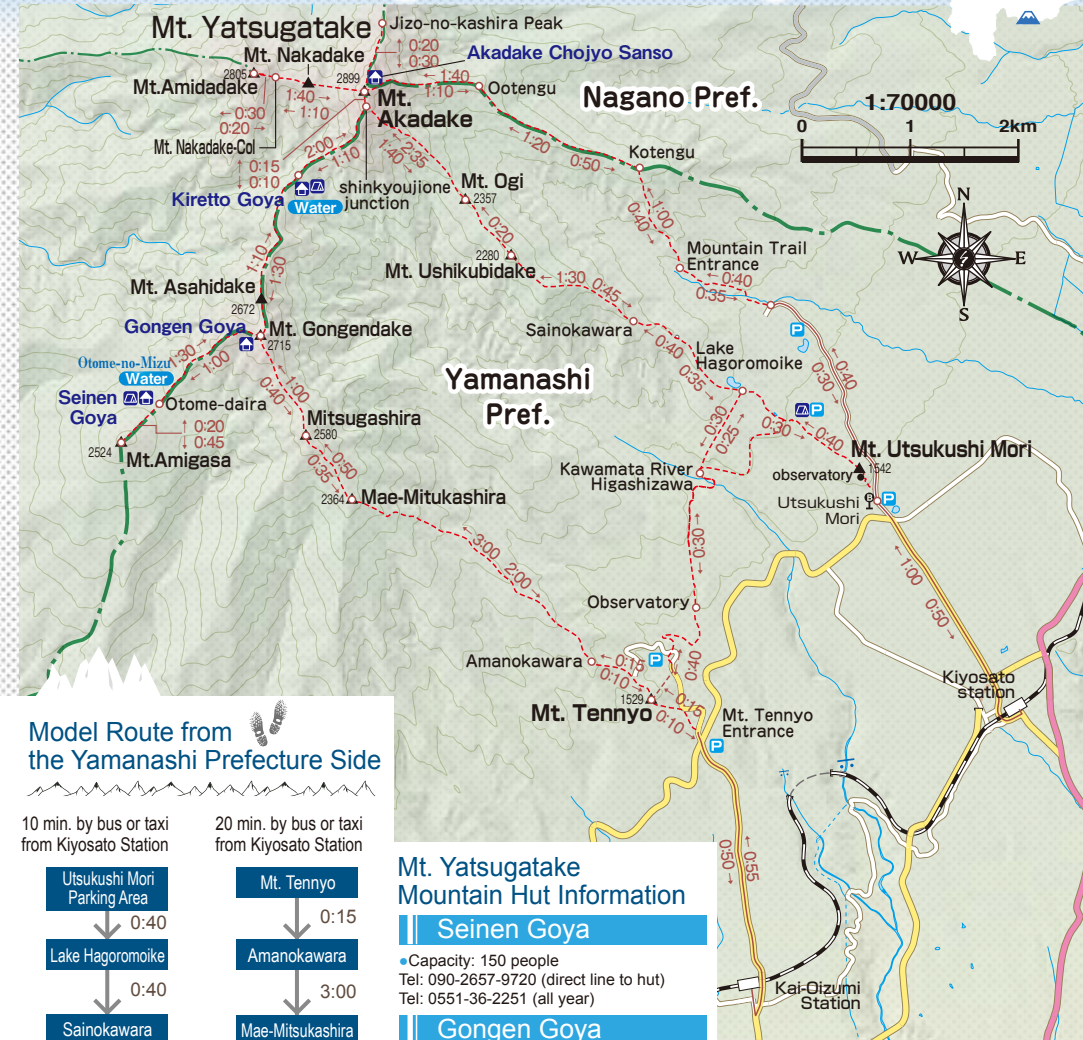 Mt. Yatsugatake
Jizo-no-kashira Peak
↑ 0:20
0:30 ↓
Akadake Chojyo Sanso
Mt. Nakadake
2805
Mt.Amidadake
2899
← 1:40
1:10 →
Ootengu
Mt.
Akadake
Nagano Pref.
1:70000
0 1 2km
1:40 →
← 1:10
← 0:30
0:20 →
Mt. Nakadake-Col
2:00 →
← 1:10
↑ 0:15
↓ 0:10
← 2:35
1:40 →
← 1:20
0:50 →
Kotengu
shinkyoujione
junction
Kiretto Goya
Water
Mt. Ogi
2357
← 1:00
0:40 →
N
W E
S
← 0:20
2280
Mt. Ushikubidake
Mountain Trail
Entrance
← 0:40
0:35 →
1:10 →
← 1:30
Mt. Asahidake
2672
← 1:30
0:45 →
Sainokawara
Gongen Goya
Mt. Gongendake
2715
← 0:40
0:35 →
Lake
Hagoromoike
P
← 0:40
0:30 →
Otome-no-Mizu
Water
1:30 →
← 1:00
Seinen
Goya
Otome-daira
← 1:00
0:40 →
Yamanashi
Pref.
0:30
0:25
P
0:30 →
← 0:40
Mt. Utsukushi Mori
1542
observatory
Utsukushi
Mori
B
P
↑ 0:20
↓ 0:45
2524
Mt.Amigasa
Mitsugashira
2580
← 0:50
0:35 →
2364
Mae-Mitukashira
Kawamata River
Higashizawa
← 3:00
2:00 →
← 0:30 →
← 1:00
0:50 →
Observatory
Amanokawara
← 0:15
0:10 →
P
← 0:40 →
1529
Mt. Tennyo
← 0:15
0:10 →
Mt. Tennyo
Entrance
P
Kiyosato
station
← 0:55
0:50 →
Kai-Oizumi
Station
Model Route from
the Yamanashi Prefecture Side
10 min. by bus or taxi
from Kiyosato Station
Utsukushi Mori
Parking Area
0:40
Lake Hagoromoike
0:40
Sainokawara
20 min. by bus or taxi
from Kiyosato Station
Mt. Tennyo
0:15
Amanokawara
3:00
Mae-Mitsukashira
Mt. Yatsugatake
Mountain Hut Information
Seinen Goya
●Capacity: 150 people
Tel: 090-2657-9720 (direct line to hut)
Tel: 0551-36-2251 (all year)
Gongen Goya